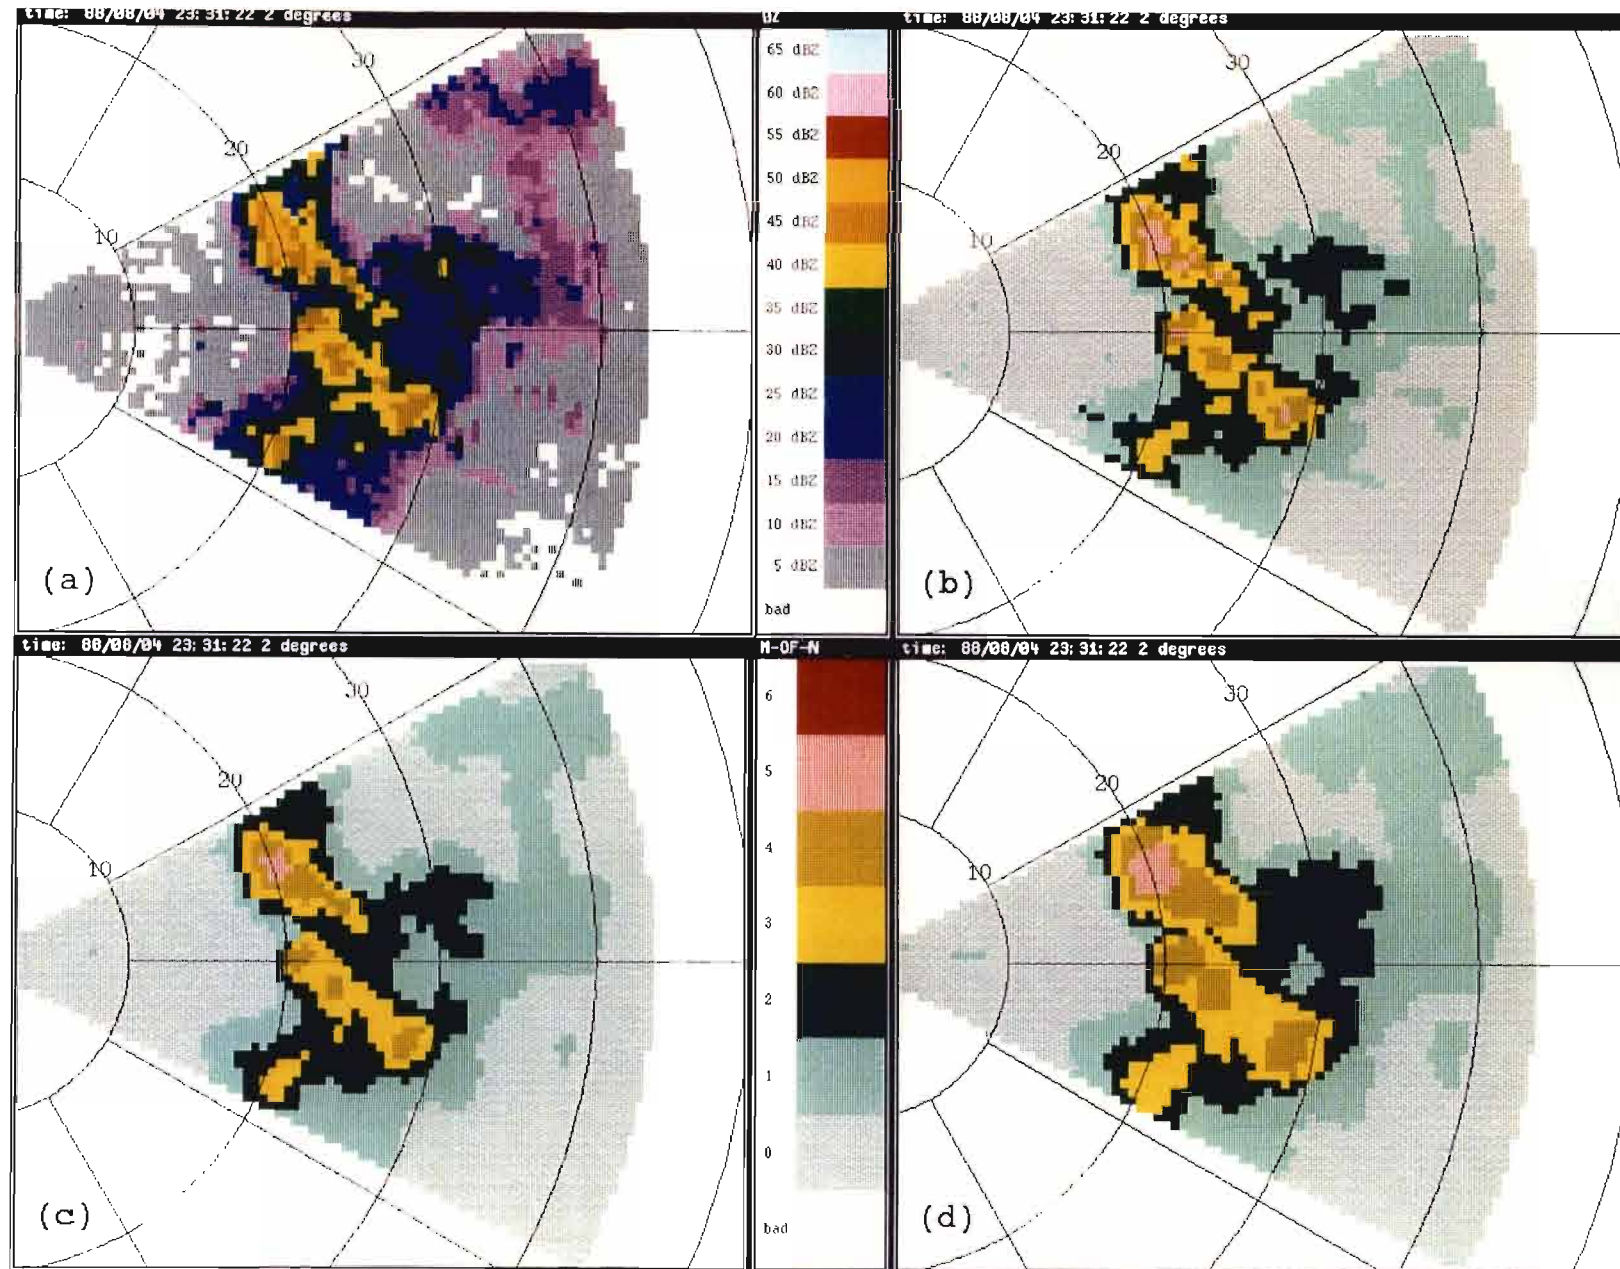 time: 88/08/04 23:31:22 2 degrees
DZ
time: 88/08/04 23:31:22 2 degrees
10
20
30
(a)
65 dBZ
60 dBZ
55 dBZ
50 dBZ
45 dBZ
40 dBZ
35 dBZ
30 dBZ
25 dBZ
20 dBZ
15 dBZ
10 dBZ
5 dBZ
bad
10
20
30
N
(b)
time: 88/08/04 23:31:22 2 degrees
M-OF-N
time: 88/08/04 23:31:22 2 degrees
10
20
30
(c)
6
5
4
3
2
1
0
bad
10
20
30
(d)